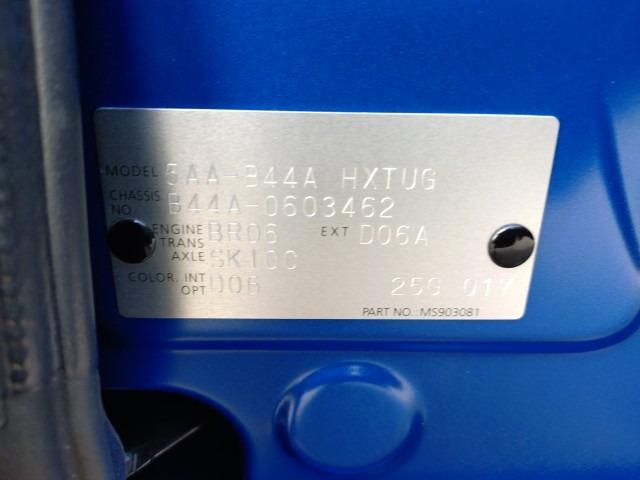 MODEL 5AA-B44A HXTUG
CHASSIS NO. B44A-0603462
ENGINE BR06 EXT D06A
TRANS AXLE SK10C
COLOR, INT D06
OPT 25G 01Y
PART NO.: MS903081